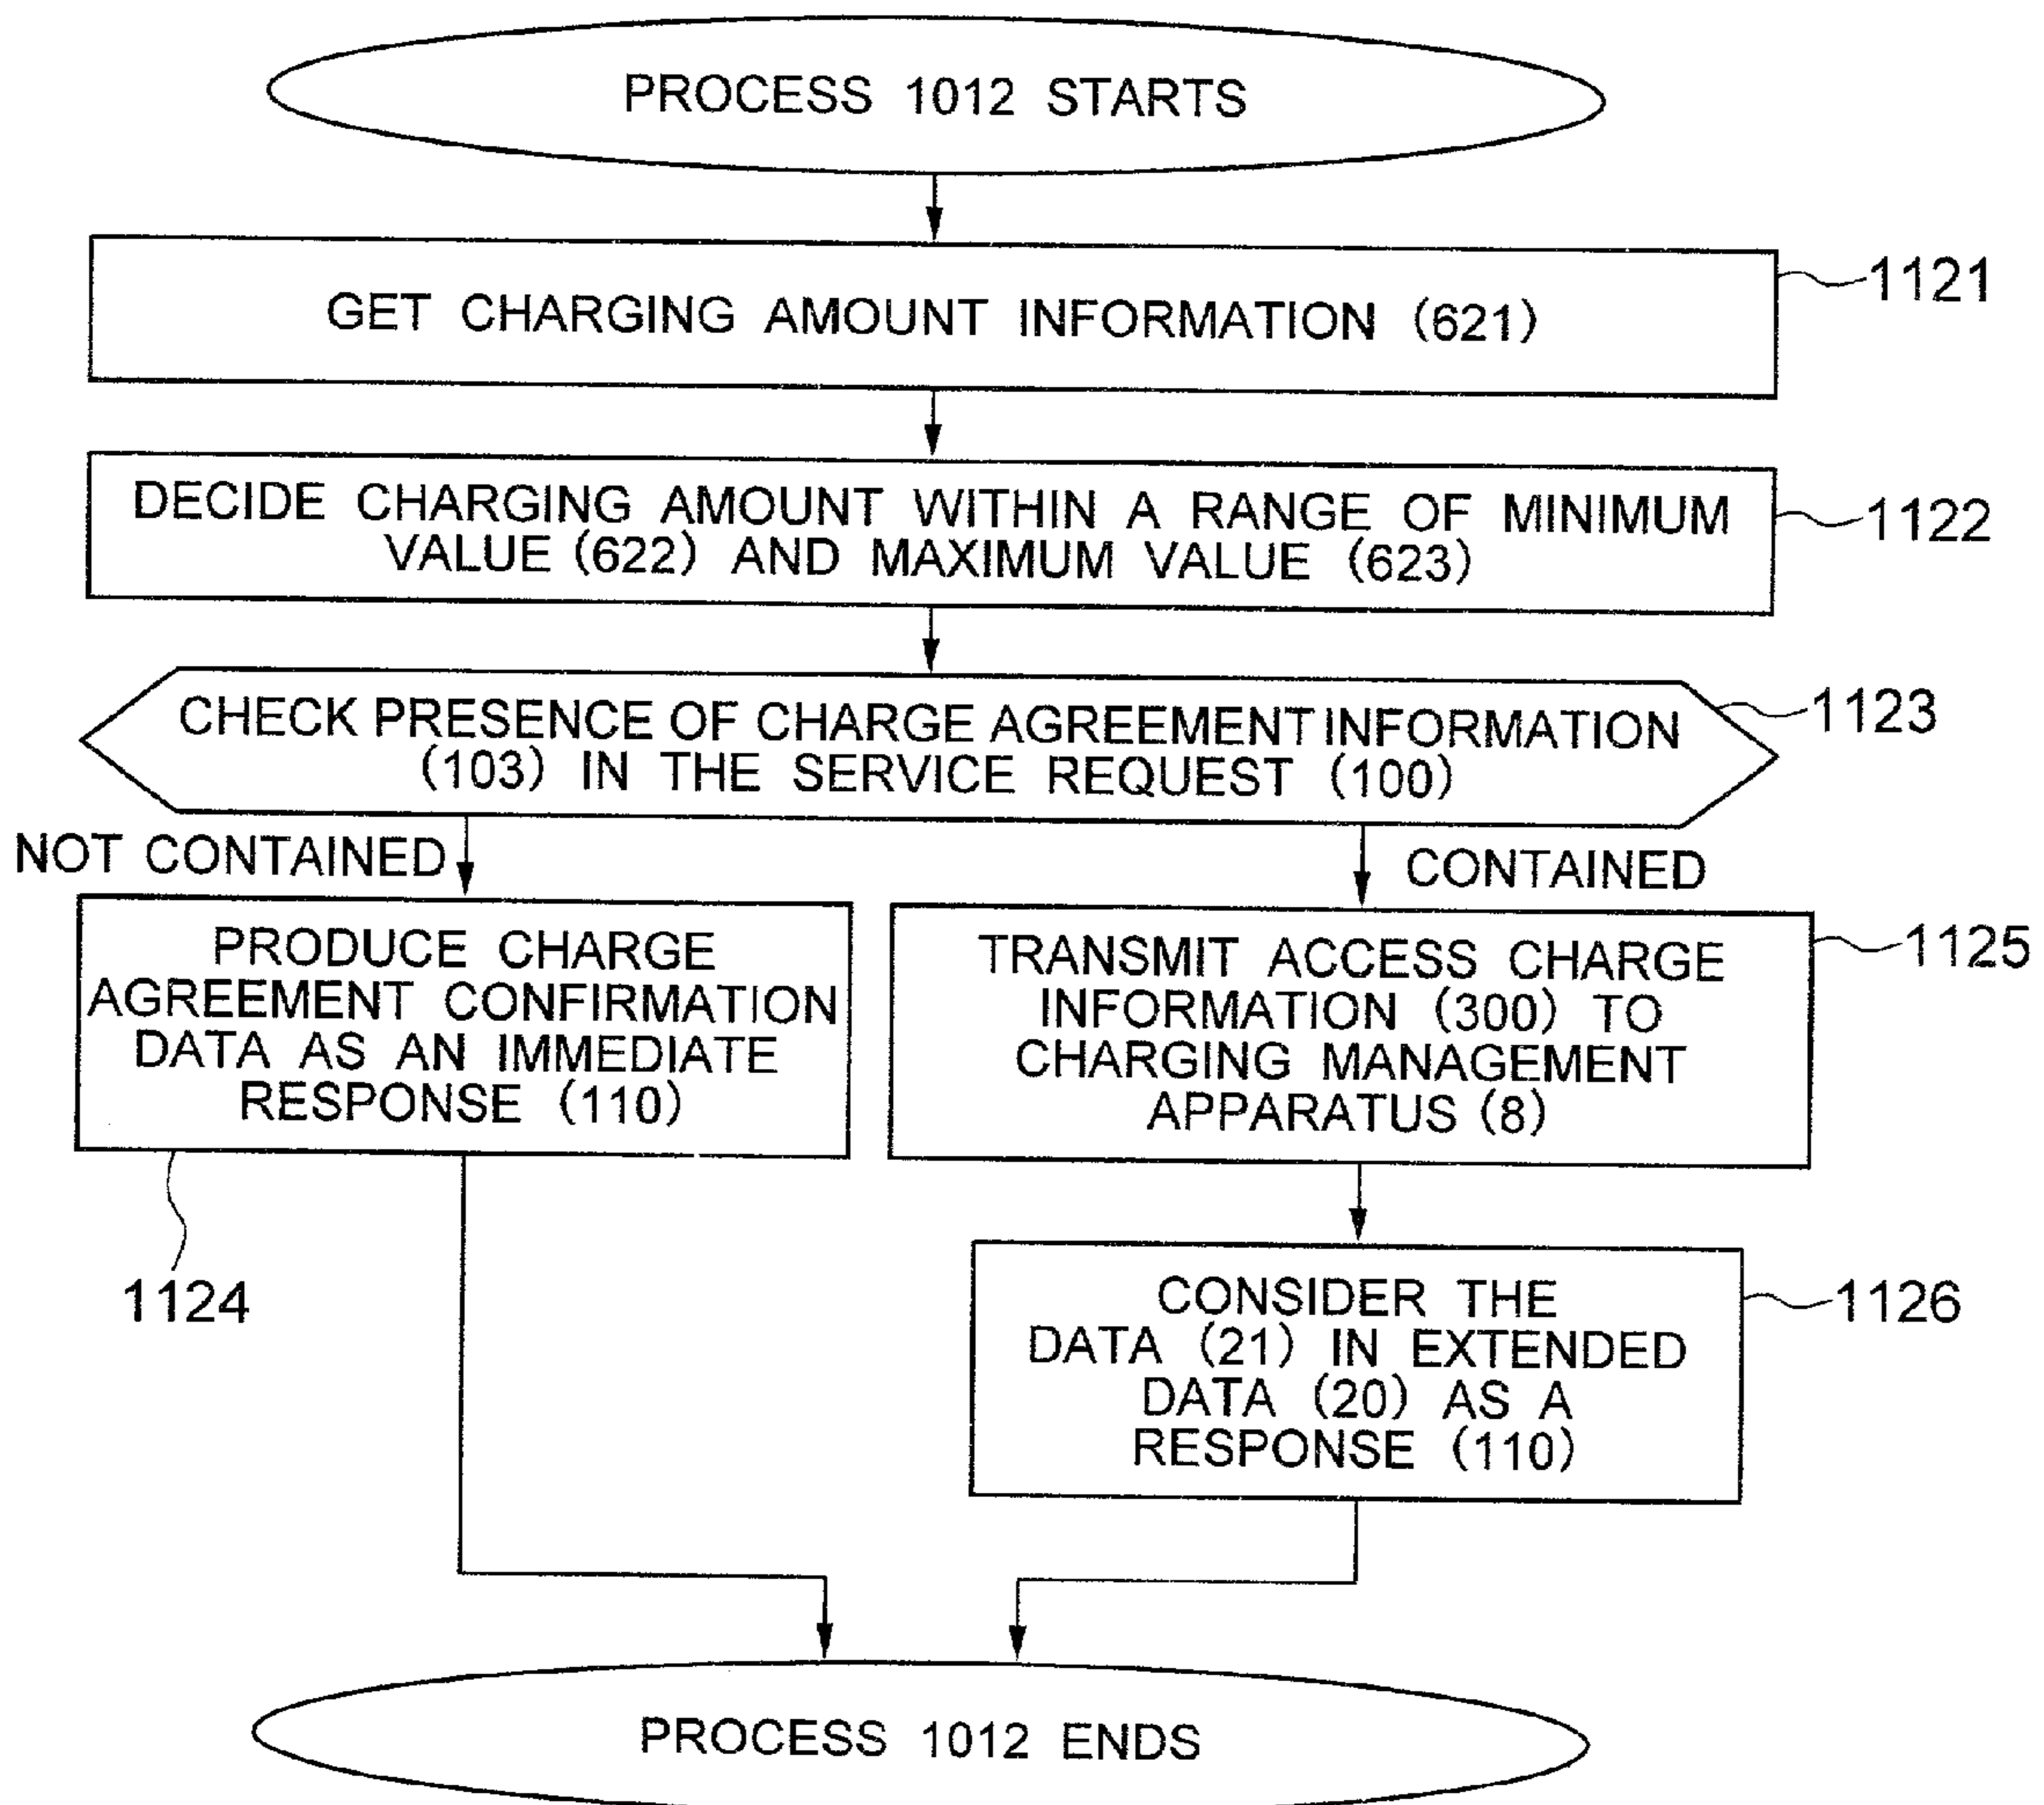 PROCESS 1012 STARTS
GET CHARGING AMOUNT INFORMATION (621)
1121
DECIDE CHARGING AMOUNT WITHIN A RANGE OF MINIMUM
VALUE (622) AND MAXIMUM VALUE (623)
1122
CHECK PRESENCE OF CHARGE AGREEMENT INFORMATION
(103) IN THE SERVICE REQUEST (100)
1123
NOT CONTAINED
CONTAINED
PRODUCE CHARGE
AGREEMENT CONFIRMATION
DATA AS AN IMMEDIATE
RESPONSE (110)
1124
TRANSMIT ACCESS CHARGE
INFORMATION (300) TO
CHARGING MANAGEMENT
APPARATUS (8)
1125
CONSIDER THE
DATA (21) IN EXTENDED
DATA (20) AS A
RESPONSE (110)
1126
PROCESS 1012 ENDS